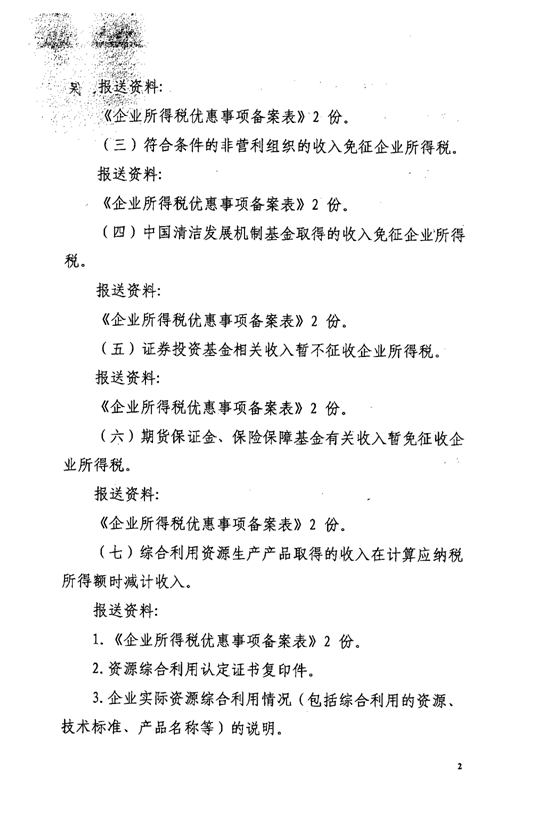 报送资料:
《企业所得税优惠事项备案表》2 份。
（三）符合条件的非营利组织的收入免征企业所得税。
报送资料:
《企业所得税优惠事项备案表》2 份。
（四）中国清洁发展机制基金取得的收入免征企业所得
税。
报送资料:
《企业所得税优惠事项备案表》2 份。
（五）证券投资基金相关收入暂不征收企业所得税。
报送资料:
《企业所得税优惠事项备案表》2 份。
（六）期货保证金、保险保障基金有关收入暂免征收企
业所得税。
报送资料:
《企业所得税优惠事项备案表》2 份。
（七）综合利用资源生产产品取得的收入在计算应纳税
所得额时减计收入。
报送资料:
1.《企业所得税优惠事项备案表》2 份。
2.资源综合利用认定证书复印件。
3.企业实际资源综合利用情况（包括综合利用的资源、
技术标准、产品名称等）的说明。
2